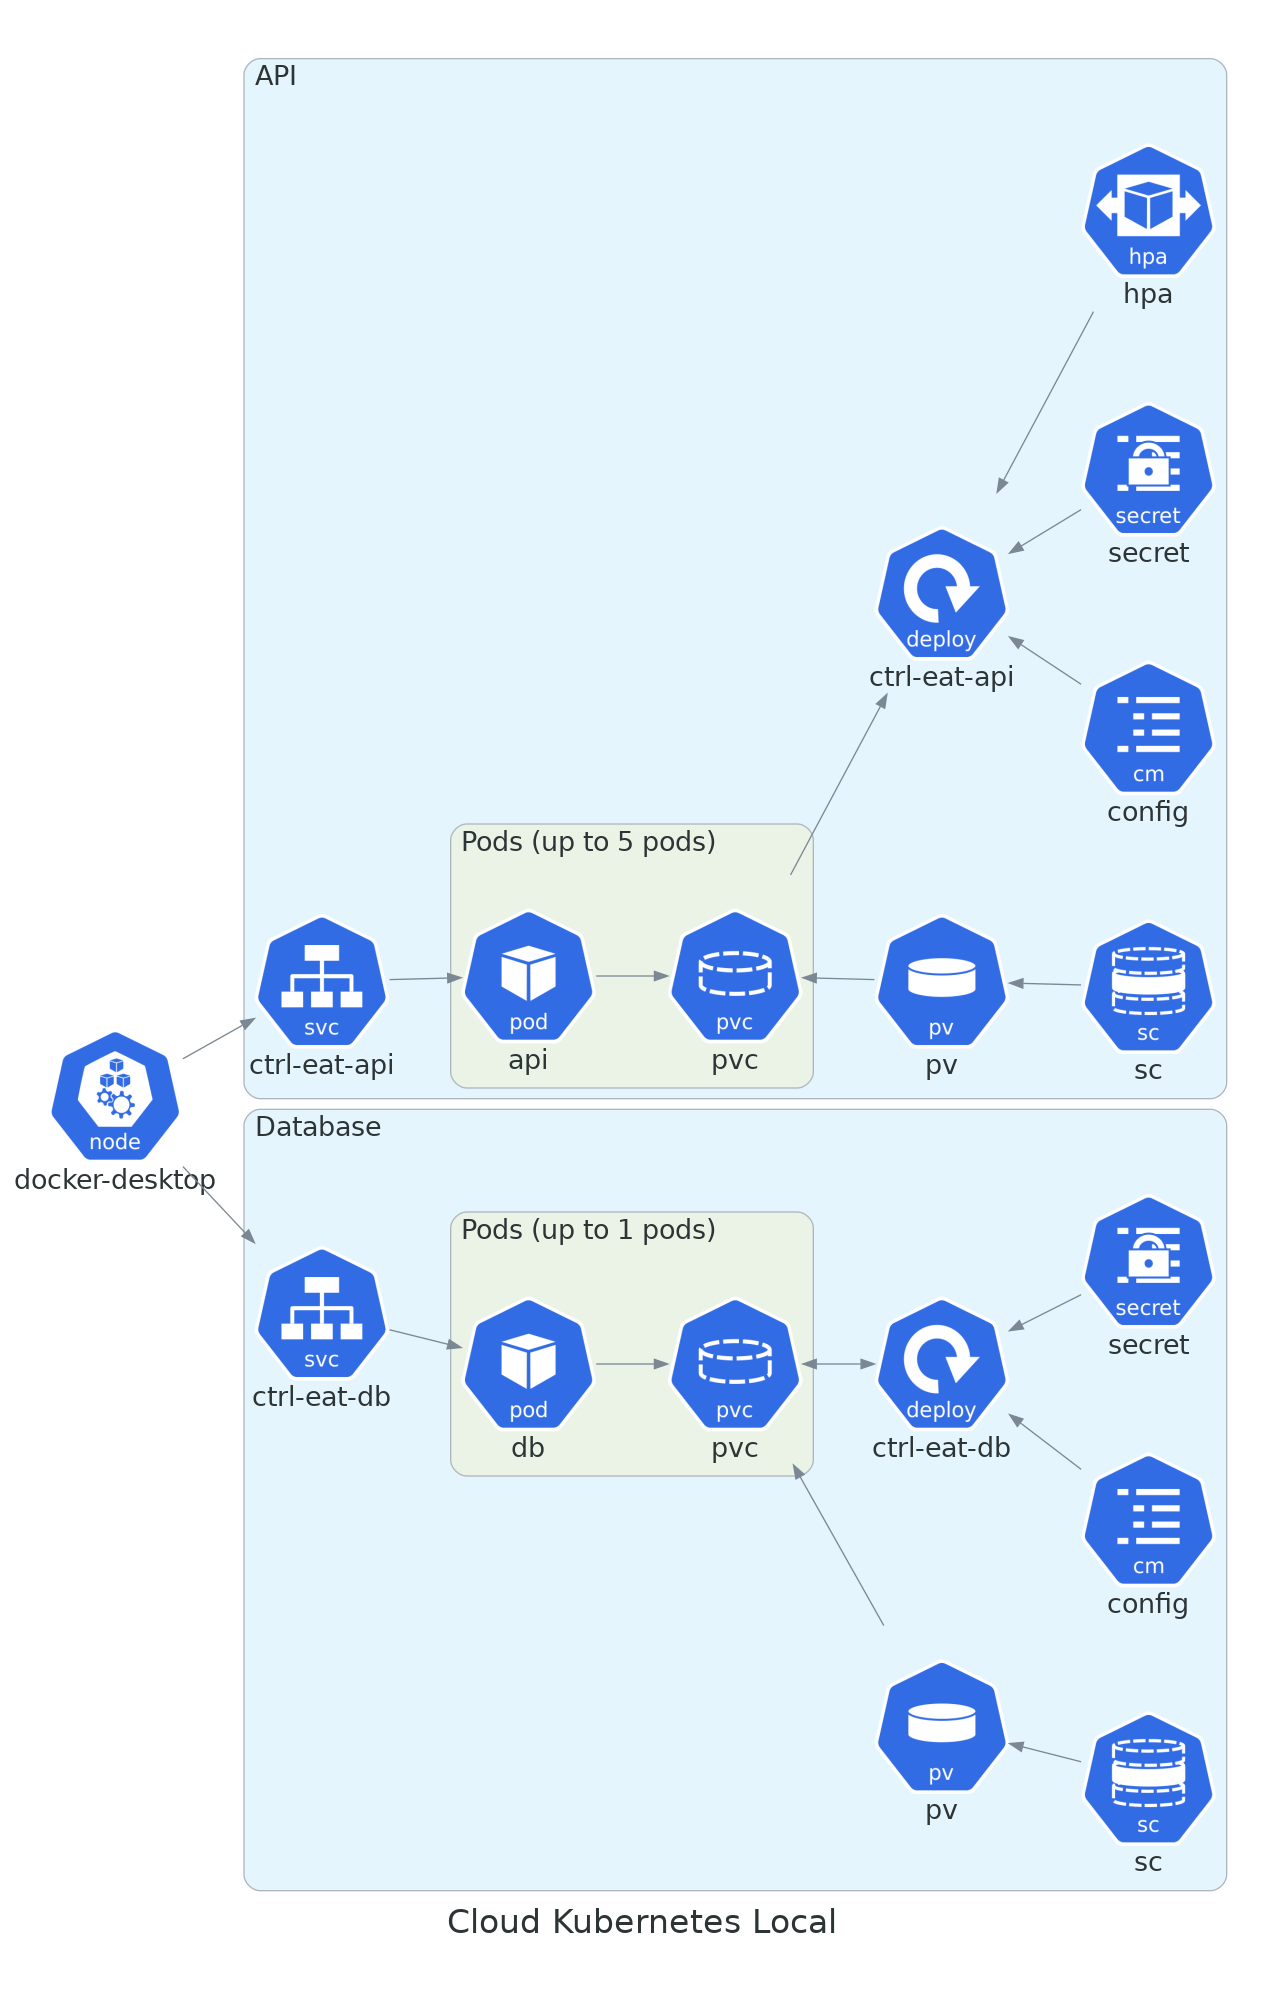 API
hpa
hpa
secret
secret
deploy
ctrl-eat-api
cm
config
Pods (up to 5 pods)
svc
ctrl-eat-api
pod
api
pvc
pvc
pv
pv
sc
sc
node
docker-desktop
Database
secret
secret
Pods (up to 1 pods)
svc
ctrl-eat-db
pod
db
pvc
pvc
deploy
ctrl-eat-db
cm
config
pv
pv
sc
sc
Cloud Kubernetes Local